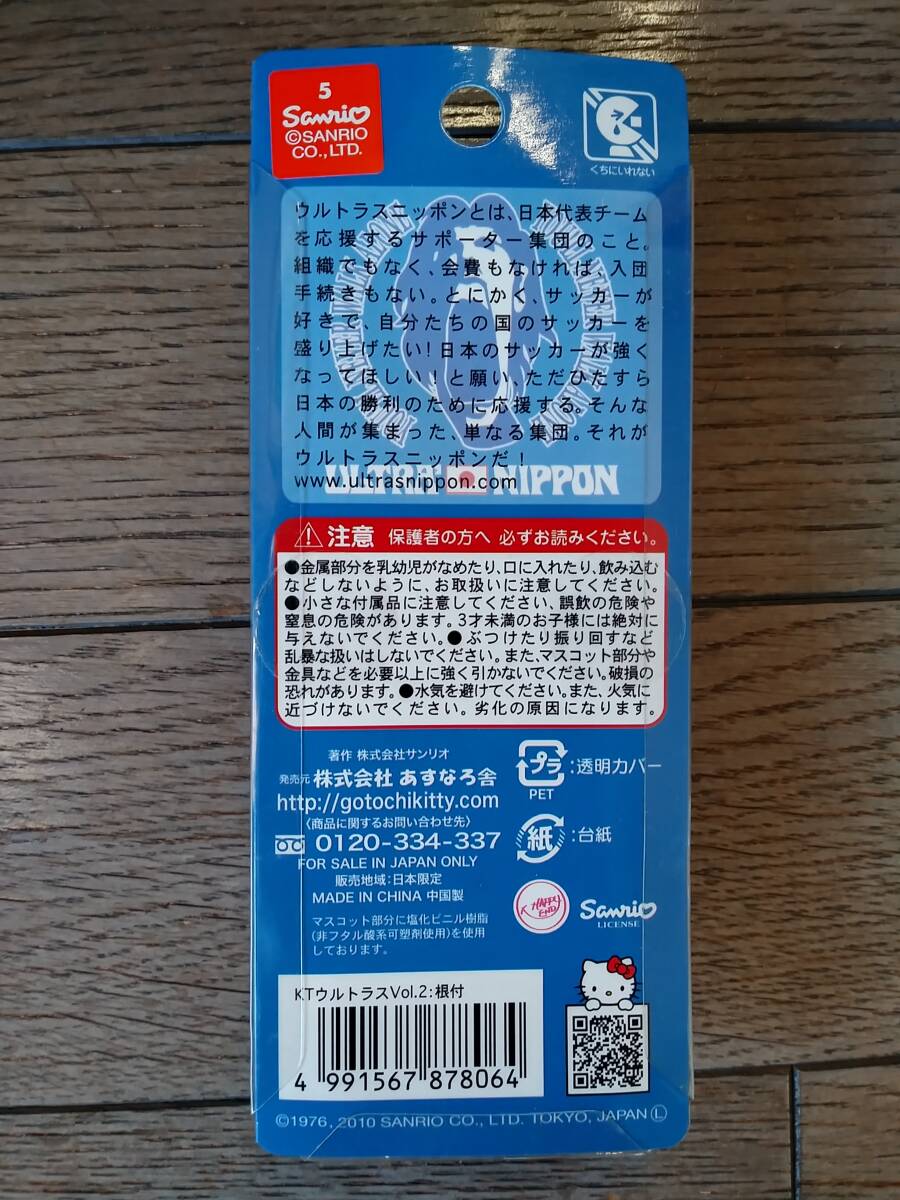 5
Sanrio
©SANRIO
CO.,LTD.
くちにいれない
ウルトラスニッポンとは、日本代表チーム
を応援するサポーター集団のこと。
組織でもなく、会費もなければ、入団
手続きもない。とにかく、サッカーが
好きで、自分たちの国のサッカーを
盛り上げたい!日本のサッカーが強く
なってほしい!と願い、ただひたすら
日本の勝利のために応援する。そんな
人間が集まった、単なる集団。それが
ウルトラスニッポンだ!
www.ultrasnippon.com
ULTRAS NIPPON
注意 保護者の方へ 必ずお読みください。
●金属部分を乳幼児がなめたり、口に入れたり、飲み込む
などしないように、お取扱いに注意してください。
●小さな付属品に注意してください、誤飲の危険や
窒息の危険があります。3才未満のお子様には絶対に
与えないでください。●ぶつけたり振り回すなど
乱暴な扱いはしないでください。また、マスコット部分や
金具などを必要以上に強く引かないでください。破損の
恐れがあります。●水気を避けてください。また、火気に
近づけないでください。劣化の原因になります。
著作 株式会社サンリオ
発売元 株式会社 あすなろ舎
http://gotochikitty.com
〈商品に関するお問い合わせ先〉
0120-334-337
FOR SALE IN JAPAN ONLY
販売地域:日本限定
MADE IN CHINA 中国製
マスコット部分に塩化ビニル樹脂
(非フタル酸系可塑剤使用)を使用
しております。
プラ:透明カバー
PET
紙:台紙
HAPPY
END
Sanrio
LICENSE
KTウルトラスVol.2:根付
4 991567 878064
©1976, 2010 SANRIO CO., LTD. TOKYO, JAPAN Ⓛ